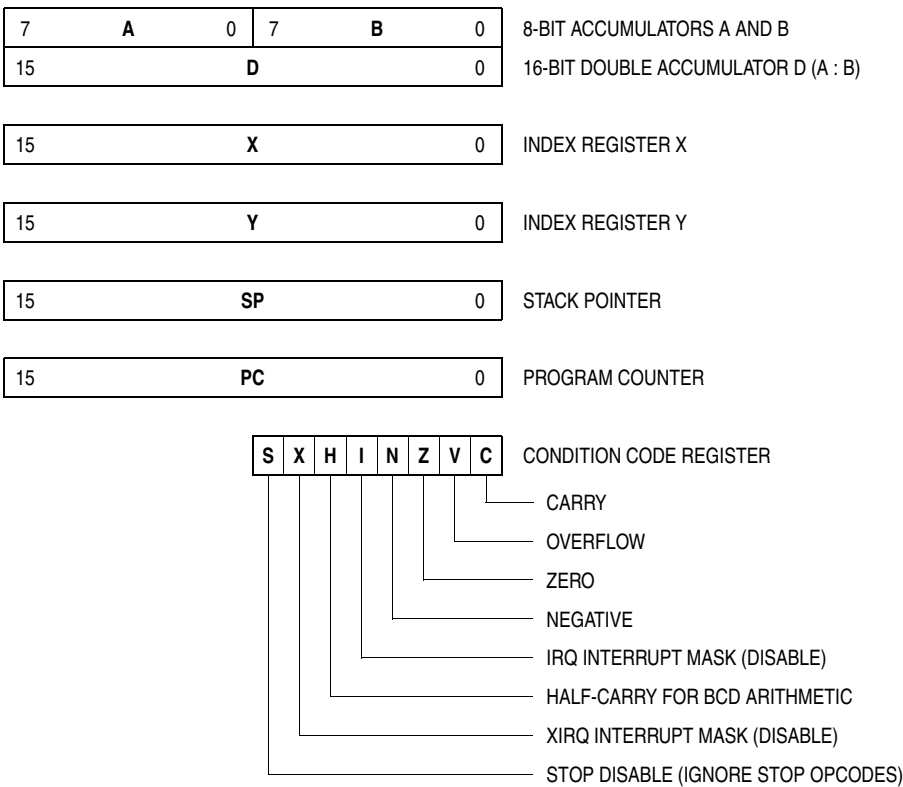 7 A 0 7 B 0 8-BIT ACCUMULATORS A AND B
15 D 0 16-BIT DOUBLE ACCUMULATOR D (A : B)
15 X 0 INDEX REGISTER X
15 Y 0 INDEX REGISTER Y
15 SP 0 STACK POINTER
15 PC 0 PROGRAM COUNTER
S X H I N Z V C CONDITION CODE REGISTER
CARRY
OVERFLOW
ZERO
NEGATIVE
IRQ INTERRUPT MASK (DISABLE)
HALF-CARRY FOR BCD ARITHMETIC
XIRQ INTERRUPT MASK (DISABLE)
STOP DISABLE (IGNORE STOP OPCODES)